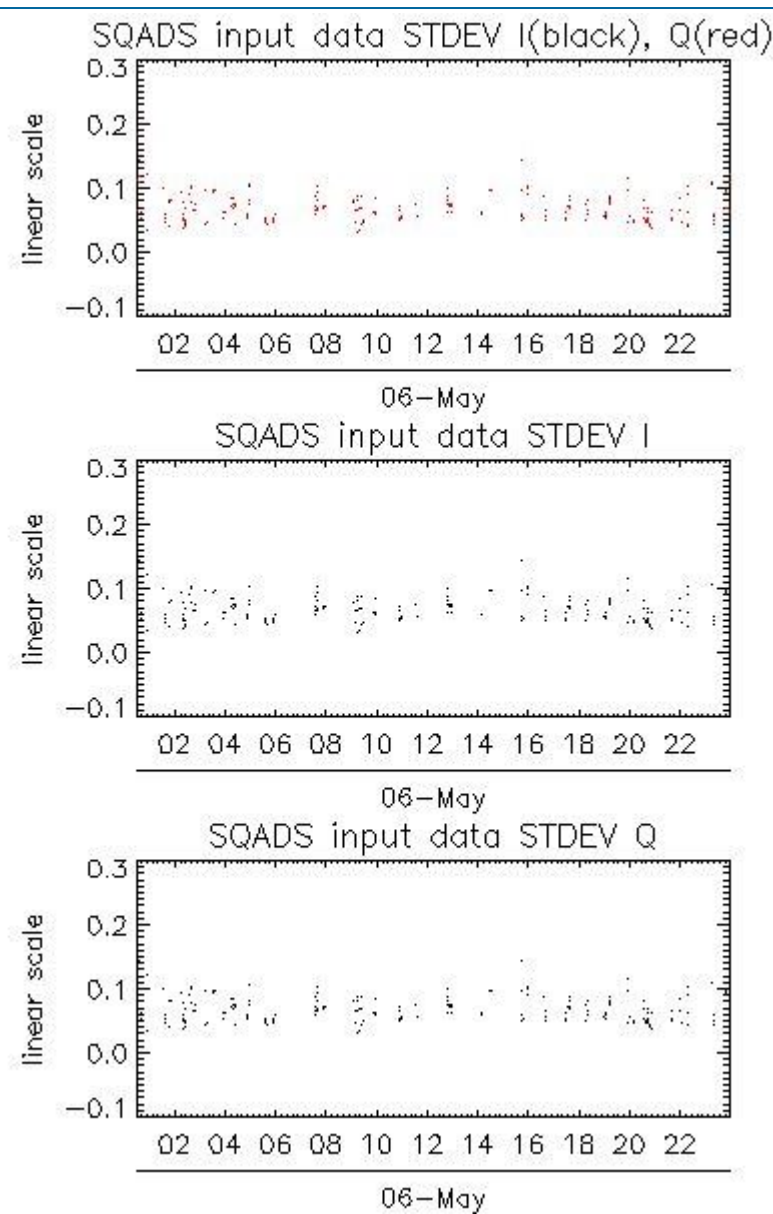 SQADS input data STDEV I(black), Q(red)
0.3
0.2
0.1
0.0
-0.1
linear scale
02 04 06 08 10 12 14 16 18 20 22
06-May
SQADS input data STDEV I
0.3
0.2
0.1
0.0
-0.1
linear scale
02 04 06 08 10 12 14 16 18 20 22
06-May
SQADS input data STDEV Q
0.3
0.2
0.1
0.0
-0.1
linear scale
02 04 06 08 10 12 14 16 18 20 22
06-May